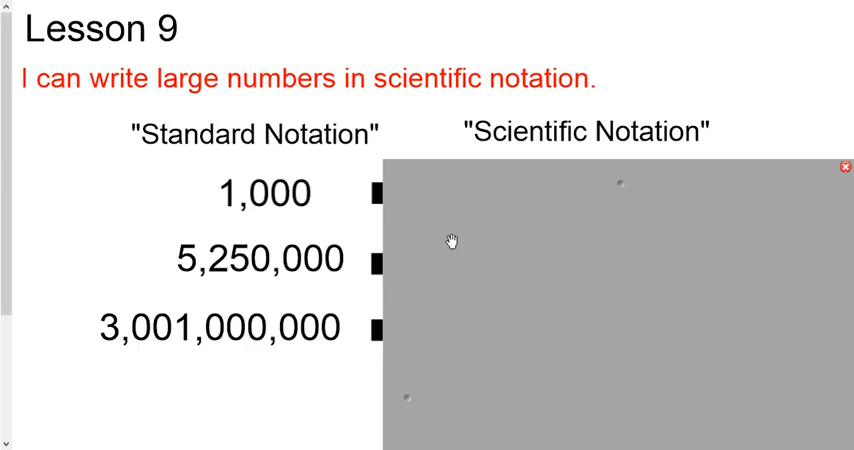 Lesson 9
I can write large numbers in scientific notation.
"Standard Notation" "Scientific Notation"
1,000
5,250,000
3,001,000,000